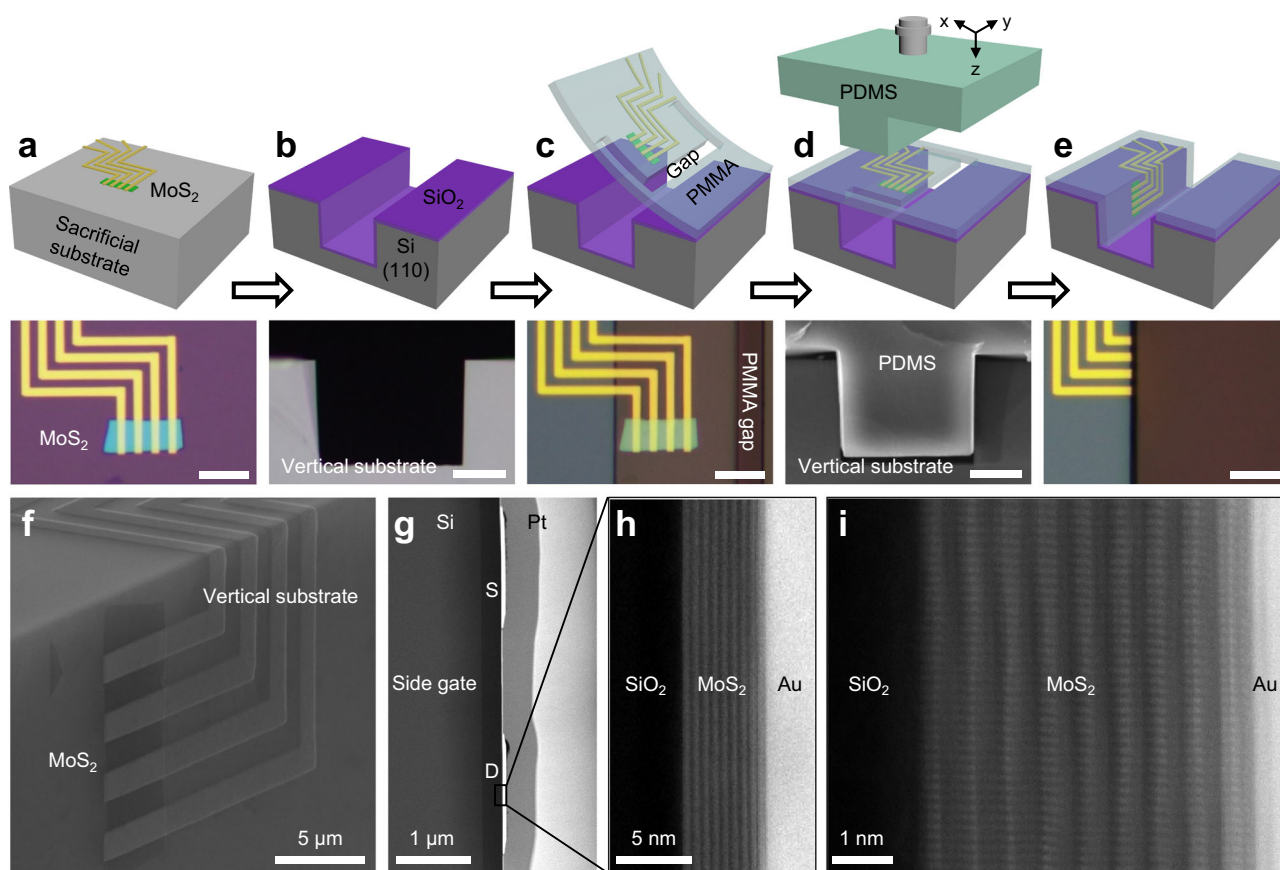 x
y
z
PDMS
a
b
c
d
e
MoS₂
Sacrificial
substrate
SiO₂
Si
(110)
Gap
PMMA
MoS₂
Vertical substrate
PMMA gap
PDMS
Vertical substrate
f
Vertical substrate
MoS₂
5 μm
g
Si
Pt
S
Side gate
D
1 μm
h
SiO₂
MoS₂
Au
5 nm
i
SiO₂
MoS₂
Au
1 nm